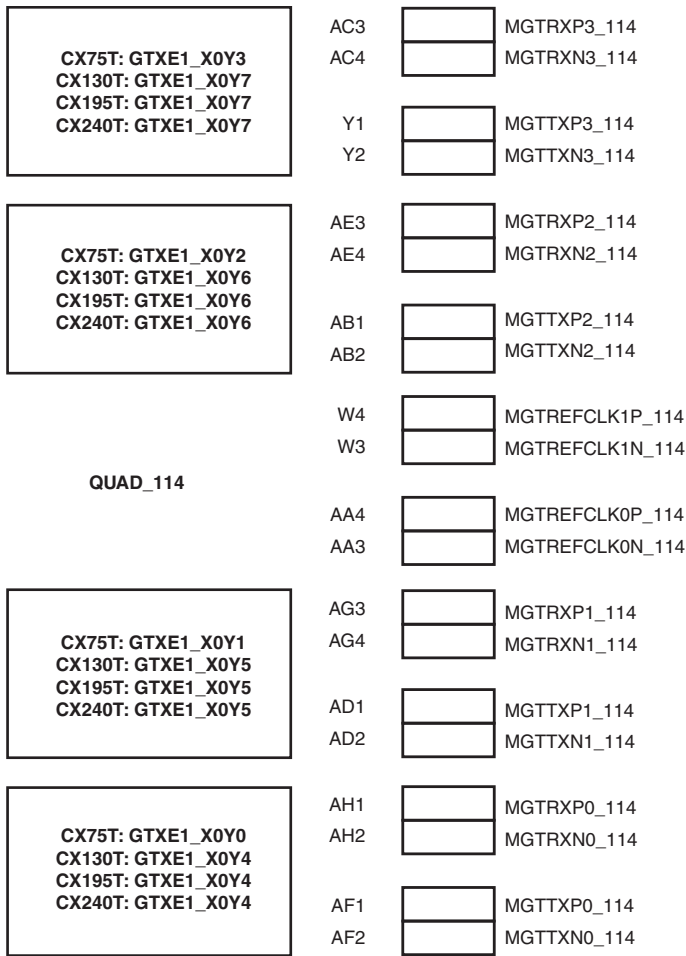 AC3 MGTRXP3_114
AC4 MGTRXN3_114
CX75T: GTXE1_X0Y3
CX130T: GTXE1_X0Y7
CX195T: GTXE1_X0Y7
CX240T: GTXE1_X0Y7
Y1 MGTTXP3_114
Y2 MGTTXN3_114
AE3 MGTRXP2_114
AE4 MGTRXN2_114
CX75T: GTXE1_X0Y2
CX130T: GTXE1_X0Y6
CX195T: GTXE1_X0Y6
CX240T: GTXE1_X0Y6
AB1 MGTTXP2_114
AB2 MGTTXN2_114
W4 MGTREFCLK1P_114
W3 MGTREFCLK1N_114
QUAD_114
AA4 MGTREFCLK0P_114
AA3 MGTREFCLK0N_114
AG3 MGTRXP1_114
AG4 MGTRXN1_114
CX75T: GTXE1_X0Y1
CX130T: GTXE1_X0Y5
CX195T: GTXE1_X0Y5
CX240T: GTXE1_X0Y5
AD1 MGTTXP1_114
AD2 MGTTXN1_114
AH1 MGTRXP0_114
AH2 MGTRXN0_114
CX75T: GTXE1_X0Y0
CX130T: GTXE1_X0Y4
CX195T: GTXE1_X0Y4
CX240T: GTXE1_X0Y4
AF1 MGTTXP0_114
AF2 MGTTXN0_114